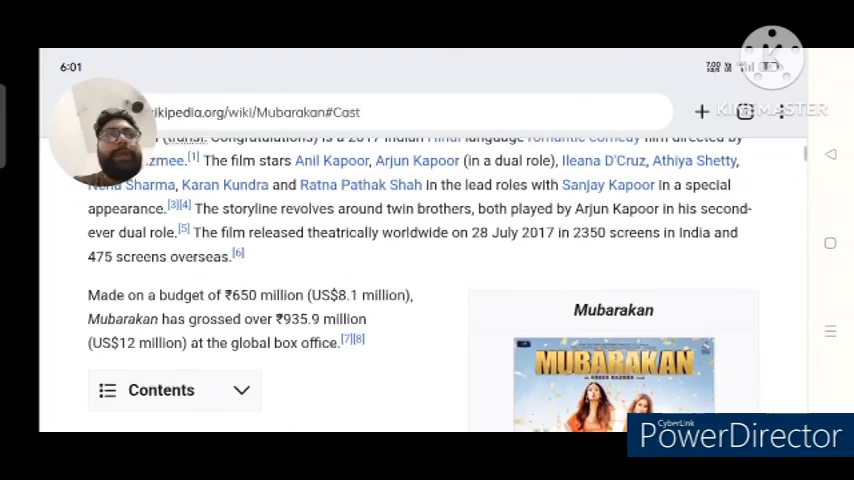 6:01
7.00
KINEMASTER
kipedia.org/wiki/Mubarakan#Cast
(transl. Congratulations) is a 2017 Indian Hindi language romantic comedy film directed by
zmee.[1] The film stars Anil Kapoor, Arjun Kapoor (in a dual role), Ileana D'Cruz, Athiya Shetty,
Neha Sharma, Karan Kundra and Ratna Pathak Shah in the lead roles with Sanjay Kapoor in a special
appearance.[3][4] The storyline revolves around twin brothers, both played by Arjun Kapoor in his second-
ever dual role.[5] The film released theatrically worldwide on 28 July 2017 in 2350 screens in India and
475 screens overseas.[6]
Made on a budget of ₹650 million (US$8.1 million),
Mubarakan has grossed over ₹935.9 million
(US$12 million) at the global box office.[7][8]
Contents
Mubarakan
MUBARAKAN
CyberLink
PowerDirector